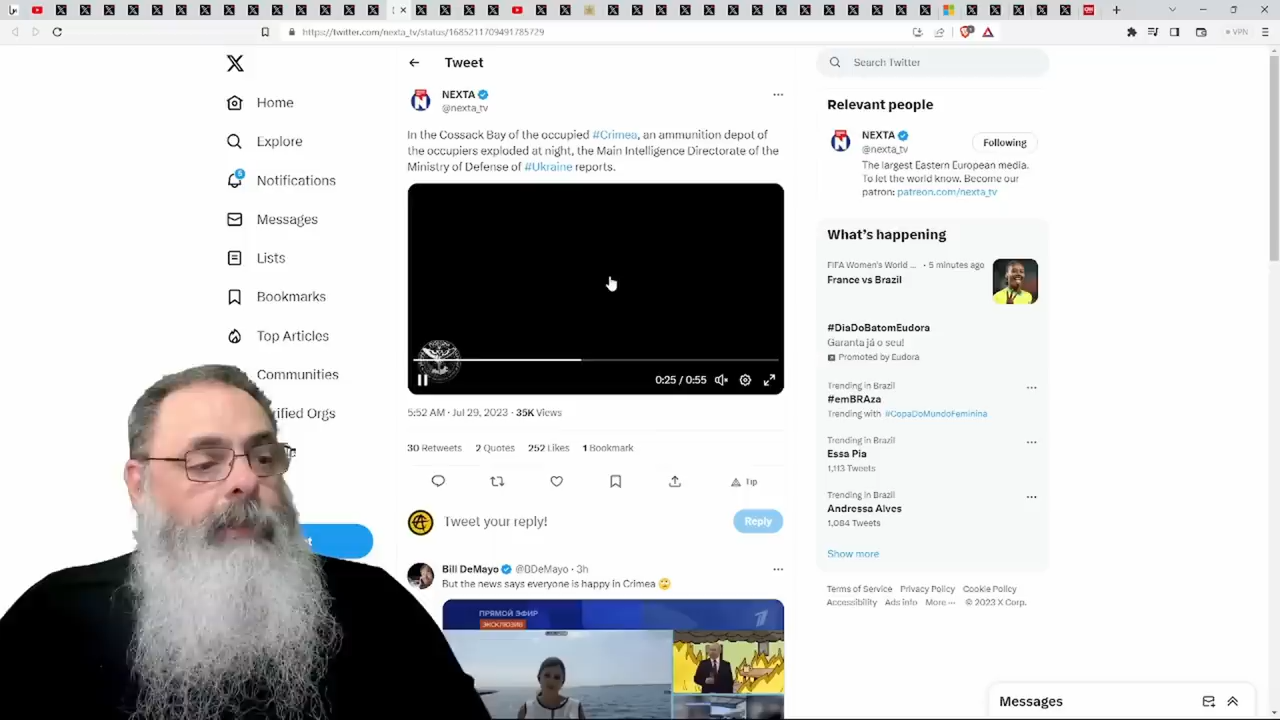 https://twitter.com/nexta_tv/status/1685211709491785729
VPN
Home
Explore
5
Notifications
Messages
Lists
Bookmarks
Top Articles
Communities
rified Orgs
Tweet
NEXTA
@nexta_tv
In the Cossack Bay of the occupied #Crimea, an ammunition depot of
the occupiers exploded at night, the Main Intelligence Directorate of the
Ministry of Defense of #Ukraine reports.
0:25 / 0:55
5:52 AM · Jul 29, 2023 · 35K Views
30 Retweets 2 Quotes 252 Likes 1 Bookmark
Tip
Tweet your reply!
Reply
Bill DeMayo @BDeMayo · 3h
But the news says everyone is happy in Crimea 🙄
ПРЯМОЙ ЭФИР
ЭКСКЛЮЗИВ
Search Twitter
Relevant people
NEXTA
@nexta_tv
Following
The largest Eastern European media.
To let the world know. Become our
patron: patreon.com/nexta_tv
What's happening
FIFA Women's World ... · 5 minutes ago
France vs Brazil
#DiaDoBatomEudora
Garanta já o seu!
Promoted by Eudora
Trending in Brazil
#emBRAza
Trending with #CopaDoMundoFeminina
Trending in Brazil
Essa Pia
1,113 Tweets
Trending in Brazil
Andressa Alves
1,084 Tweets
Show more
Terms of Service Privacy Policy Cookie Policy
Accessibility Ads info More ··· © 2023 X Corp.
Messages